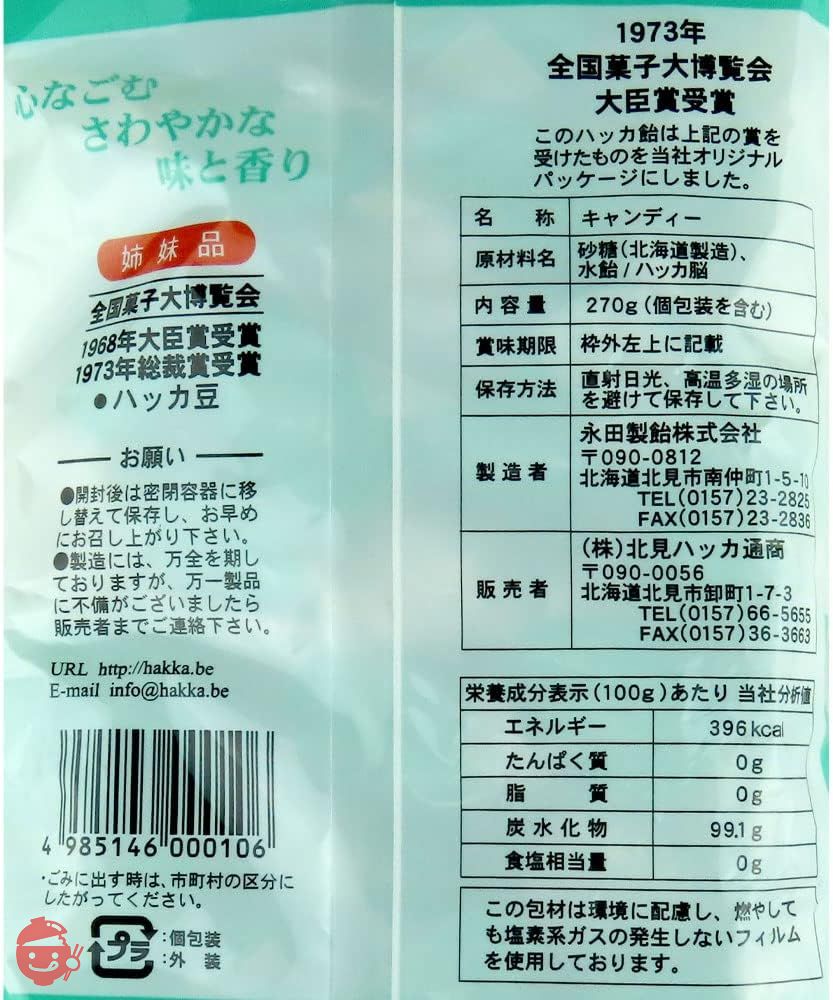 心なごむ
さわやかな
味と香り
姉妹品
全国菓子大博覧会
1968年大臣賞受賞
1973年総裁賞受賞
●ハッカ豆
お願い
●開封後は密閉容器に移
し替えて保存し、お早め
にお召し上がり下さい。
●製造には、万全を期し
ておりますが、万一製品
に不備がございましたら
販売者までご連絡下さい。
URL http://hakka.be
E-mail info@hakka.be
4 985146 000106
・ごみに出す時は、市町村の区分に
したがってください。
プラ
:個包装
:外 装
1973年
全国菓子大博覧会
大臣賞受賞
このハッカ飴は上記の賞を
受けたものを当社オリジナル
パッケージにしました。
名 称 キャンディー
原材料名 砂糖(北海道製造)、
水飴/ハッカ脳
内容量 270g(個包装を含む)
賞味期限 枠外左上に記載
保存方法 直射日光、高温多湿の場所
を避けて保存して下さい。
製造者 永田製飴株式会社
〒090-0812
北海道北見市南仲町1-5-10
TEL(0157)23-2825
FAX(0157)23-2836
販売者 (株)北見ハッカ通商
〒090-0056
北海道北見市卸町1-7-3
TEL(0157)66-5655
FAX(0157)36-3663
栄養成分表示(100g)あたり 当社分析値
エネルギー 396kcal
たんぱく質 0g
脂 質 0g
炭水化物 99.1g
食塩相当量 0g
この包材は環境に配慮し、燃やして
も塩素系ガスの発生しないフィルム
を使用しております。